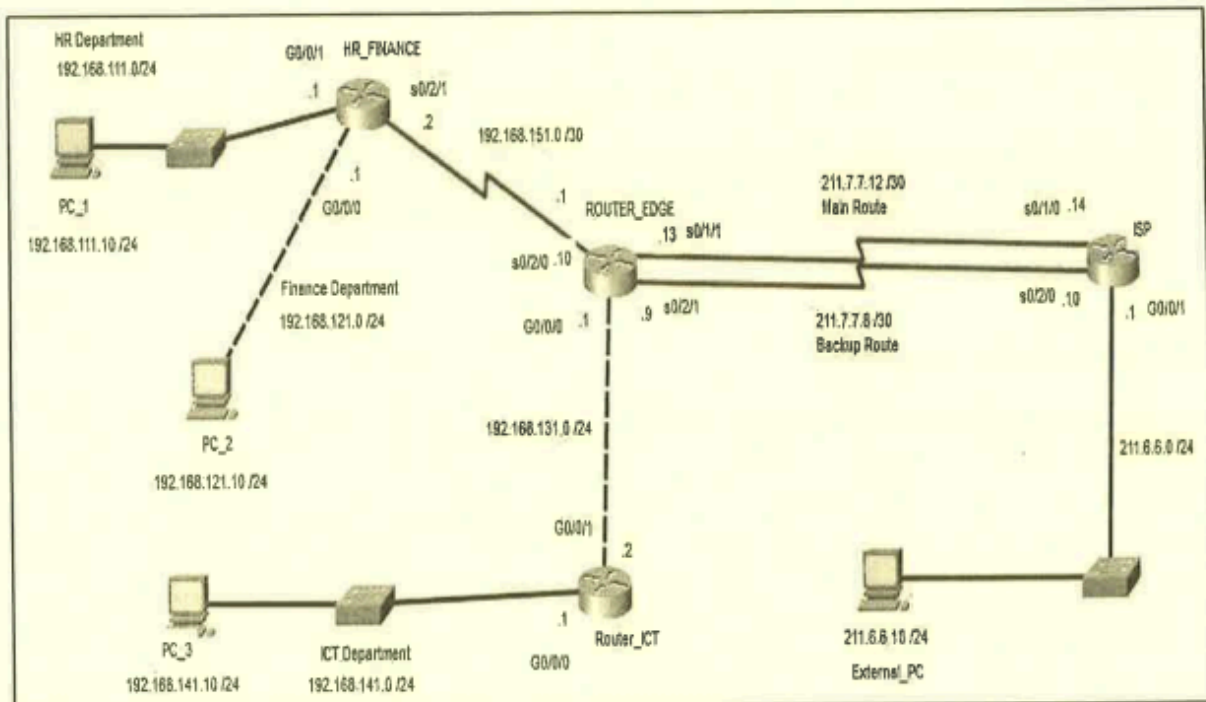 HR Department
192.168.111.0/24
G0/0/1
HR_FINANCE
.1
s0/2/1
.2
192.168.151.0 /30
PC_1
192.168.111.10 /24
.1
G0/0/0
.1
ROUTER_EDGE
211.7.7.12 /30
Main Route
s0/1/0
.14
ISP
.13
s0/1/1
s0/2/0
.10
Finance Department
192.168.121.0 /24
G0/0/0
.1
.9
s0/2/1
211.7.7.8 /30
Backup Route
s0/2/0
.10
.1
G0/0/1
PC_2
192.168.121.10 /24
192.168.131.0 /24
211.6.6.0 /24
G0/0/1
.2
PC_3
192.168.141.10 /24
ICT Department
192.168.141.0 /24
.1
G0/0/0
Router_ICT
211.6.6.10 /24
External_PC